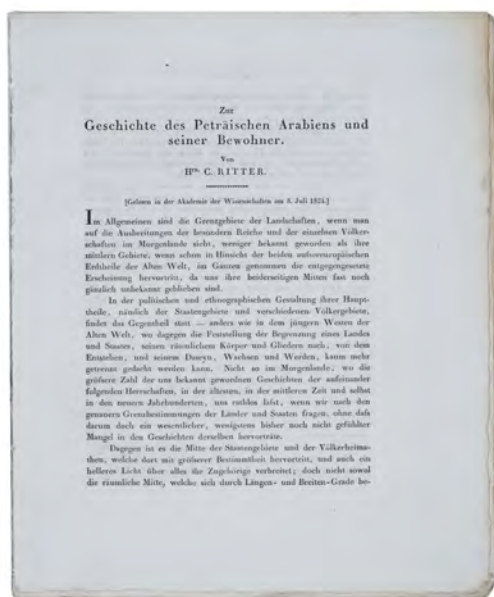 Zur
Geschichte des Peträischen Arabiens und
seiner Bewohner.
Von
Hrn. C. RITTER.
[Gelesen in der Akademie der Wissenschaften am 8. Juli 1824.]
Im Allgemeinen sind die Grenzgebiete der Landschaften, wenn man
auf die Ausbreitungen der besondern Reiche und der einzelnen Völker-
schaften im Morgenlande sieht, weniger bekannt geworden als ihre
mittlern Gebiete, wenn schon in Hinsicht der beiden aufsereuropäischen
Erdtheile der Alten Welt, im Ganzen genommen die entgegengesetzte
Erscheinung hervortritt, da uns ihre beiderseitigen Mitten fast noch
gänzlich unbekannt geblieben sind.
In der politischen und ethnographischen Gestaltung ihrer Haupt-
theile, nämlich der Staatengebiete und verschiedenen Völkergebiete,
findet das Gegentheil statt — anders wie in dem jüngern Westen der
Alten Welt, wo dagegen die Feststellung der Begrenzung eines Landes
und Staates, seinen räumlichem Körper und Gliedern nach, von dem
Entstehen, und seinem Daseyn, Wachsen und Werden, kaum mehr
getrennt gedacht werden kann. Nicht so im Morgenlande, wo die
gröfsere Zahl der uns bekannt gewordnen Geschichten der aufeinander
folgenden Herrschaften, in der ältesten, in der mittleren Zeit und selbst
in den neuern Jahrhunderten, uns rathlos läfst, wenn wir nach den
genauern Grenzbestimmungen der Länder und Staaten fragen, ohne dafs
darum doch ein wesentlicher, wenigstens bisher noch nicht gefühlter
Mangel in den Geschichten derselben hervorträte.
Dagegen ist es die Mitte der Staatengebiete und der Völkerheima-
then, welche dort mit gröfserer Bestimmtheit hervortritt, und auch ein
helleres Licht über alles ihr Zugehörige verbreitet; doch nicht sowol
die räumliche Mitte, welche sich durch Längen- und Breiten-Grade be-